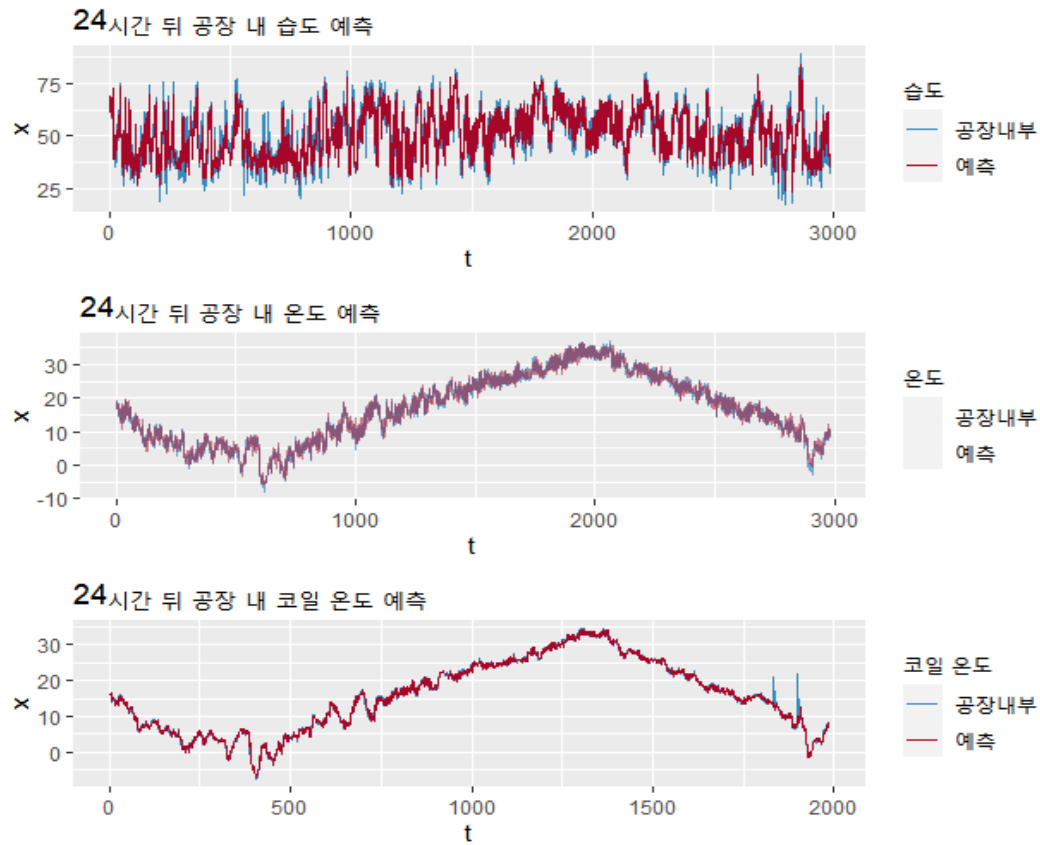 24시간 뒤 공장 내 습도 예측
75
50
25
x
0
1000
2000
3000
t
습도
공장내부
예측
24시간 뒤 공장 내 온도 예측
30
20
10
0
-10
x
0
1000
2000
3000
t
온도
공장내부
예측
24시간 뒤 공장 내 코일 온도 예측
30
20
10
0
x
0
500
1000
1500
2000
t
코일 온도
공장내부
예측